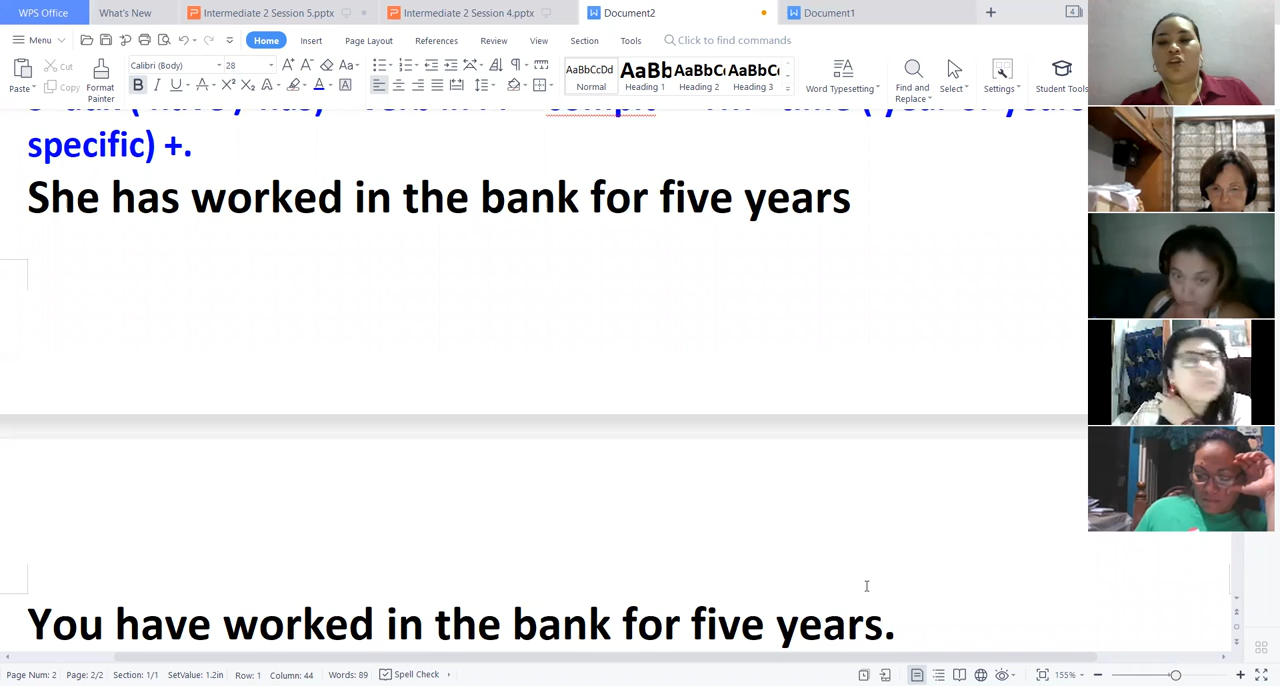 WPS Office What's New Intermediate 2 Session 5.pptx Intermediate 2 Session 4.pptx Document2 Document1 + 4
Menu Home Insert Page Layout References Review View Section Tools Click to find commands
Paste Cut Copy Format Painter Calibri (Body) 28 AaBbCcDd Normal AaBb Heading 1 AaBbC Heading 2 AaBbC Heading 3 Word Typesetting Find and Replace Select Settings Student Tools
specific) +.
She has worked in the bank for five years
You have worked in the bank for five years.
Page Num: 2 Page: 2/2 Section: 1/1 SetValue: 1.2in Row: 1 Column: 44 Words: 89 Spell Check 155%